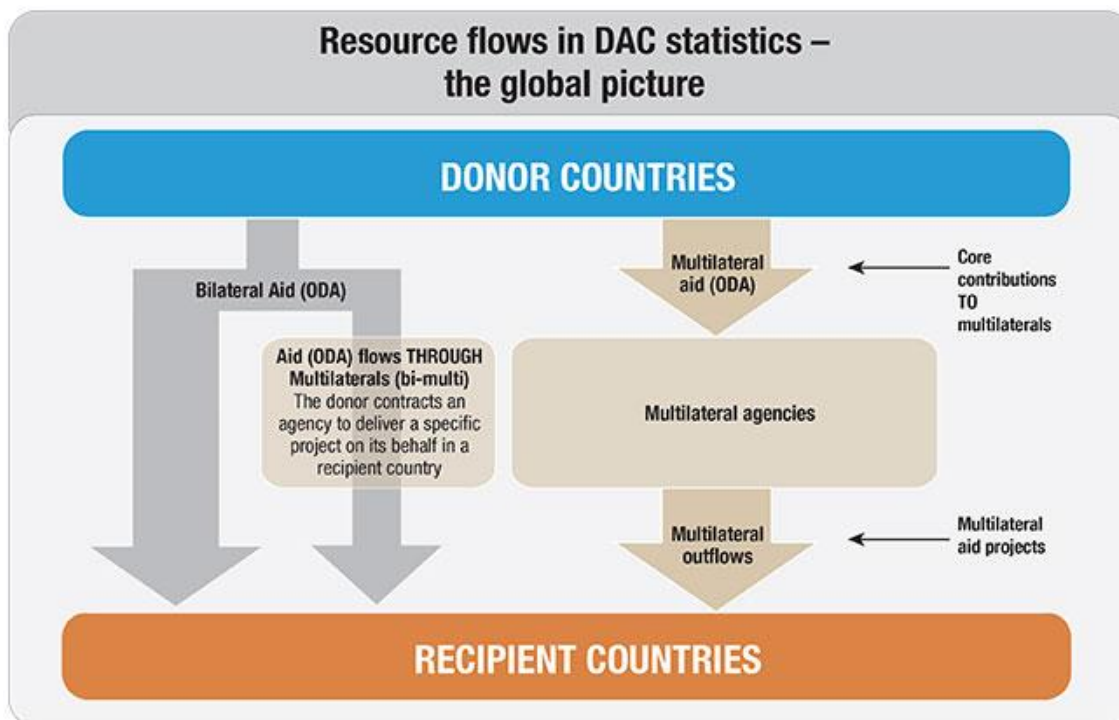 Resource flows in DAC statistics –
the global picture
DONOR COUNTRIES
Bilateral Aid (ODA)
Multilateral
aid (ODA)
Core
contributions
TO
multilaterals
Aid (ODA) flows THROUGH
Multilaterals (bi-multi)
The donor contracts an
agency to deliver a specific
project on its behalf in a
recipient country
Multilateral agencies
Multilateral
outflows
Multilateral
aid projects
RECIPIENT COUNTRIES